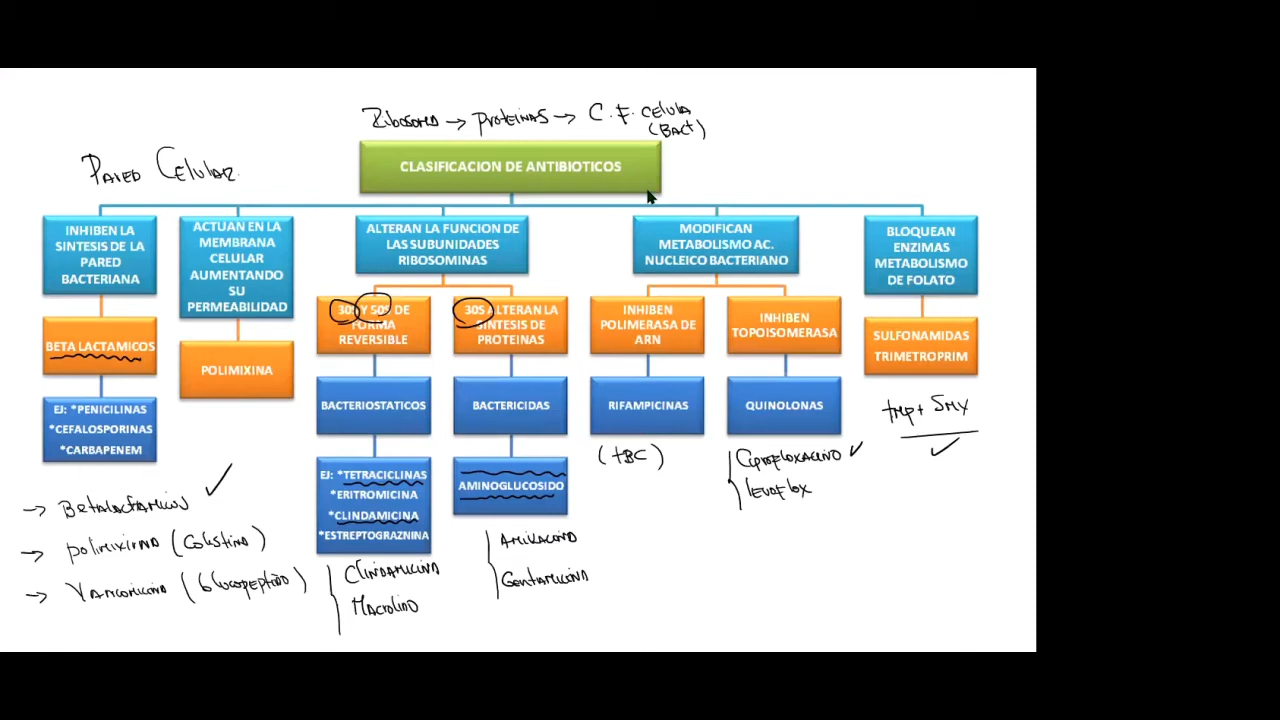 Ribosoma → proteinas → C. F. CELULA
(BACT)
PARED CELULAR
CLASIFICACION DE ANTIBIOTICOS
INHIBEN LA
SINTESIS DE LA
PARED
BACTERIANA
BETA LACTAMICOS
EJ: *PENICILINAS
*CEFALOSPORINAS
*CARBAPENEM
ACTUAN EN LA
MEMBRANA
CELULAR
AUMENTANDO
SU
PERMEABILIDAD
POLIMIXINA
ALTERAN LA FUNCION DE
LAS SUBUNIDADES
RIBOSOMINAS
30S Y 50S DE
FORMA
REVERSIBLE
BACTERIOSTATICOS
EJ: *TETRACICLINAS
*ERITROMICINA
*CLINDAMICINA
*ESTREPTOGRAZNINA
CLINDAMICINA
MACROLIDO
30S ALTERAN LA
SINTESIS DE
PROTEINAS
BACTERICIDAS
AMINOGLUCOSIDO
AMIKACINA
GENTAMICINA
MODIFICAN
METABOLISMO AC.
NUCLEICO BACTERIANO
INHIBEN
POLIMERASA DE
ARN
RIFAMPICINAS
(TBC)
INHIBEN
TOPOISOMERASA
QUINOLONAS
CIPROFLOXACINO ✓
LEVOFLOX
BLOQUEAN
ENZIMAS
METABOLISMO
DE FOLATO
SULFONAMIDAS
TRIMETROPRIM
TMP+ SMX
✓
→ Betalactamicos ✓
→ polimixina (Colistina)
→ Vancomicina (Glucopeptido)